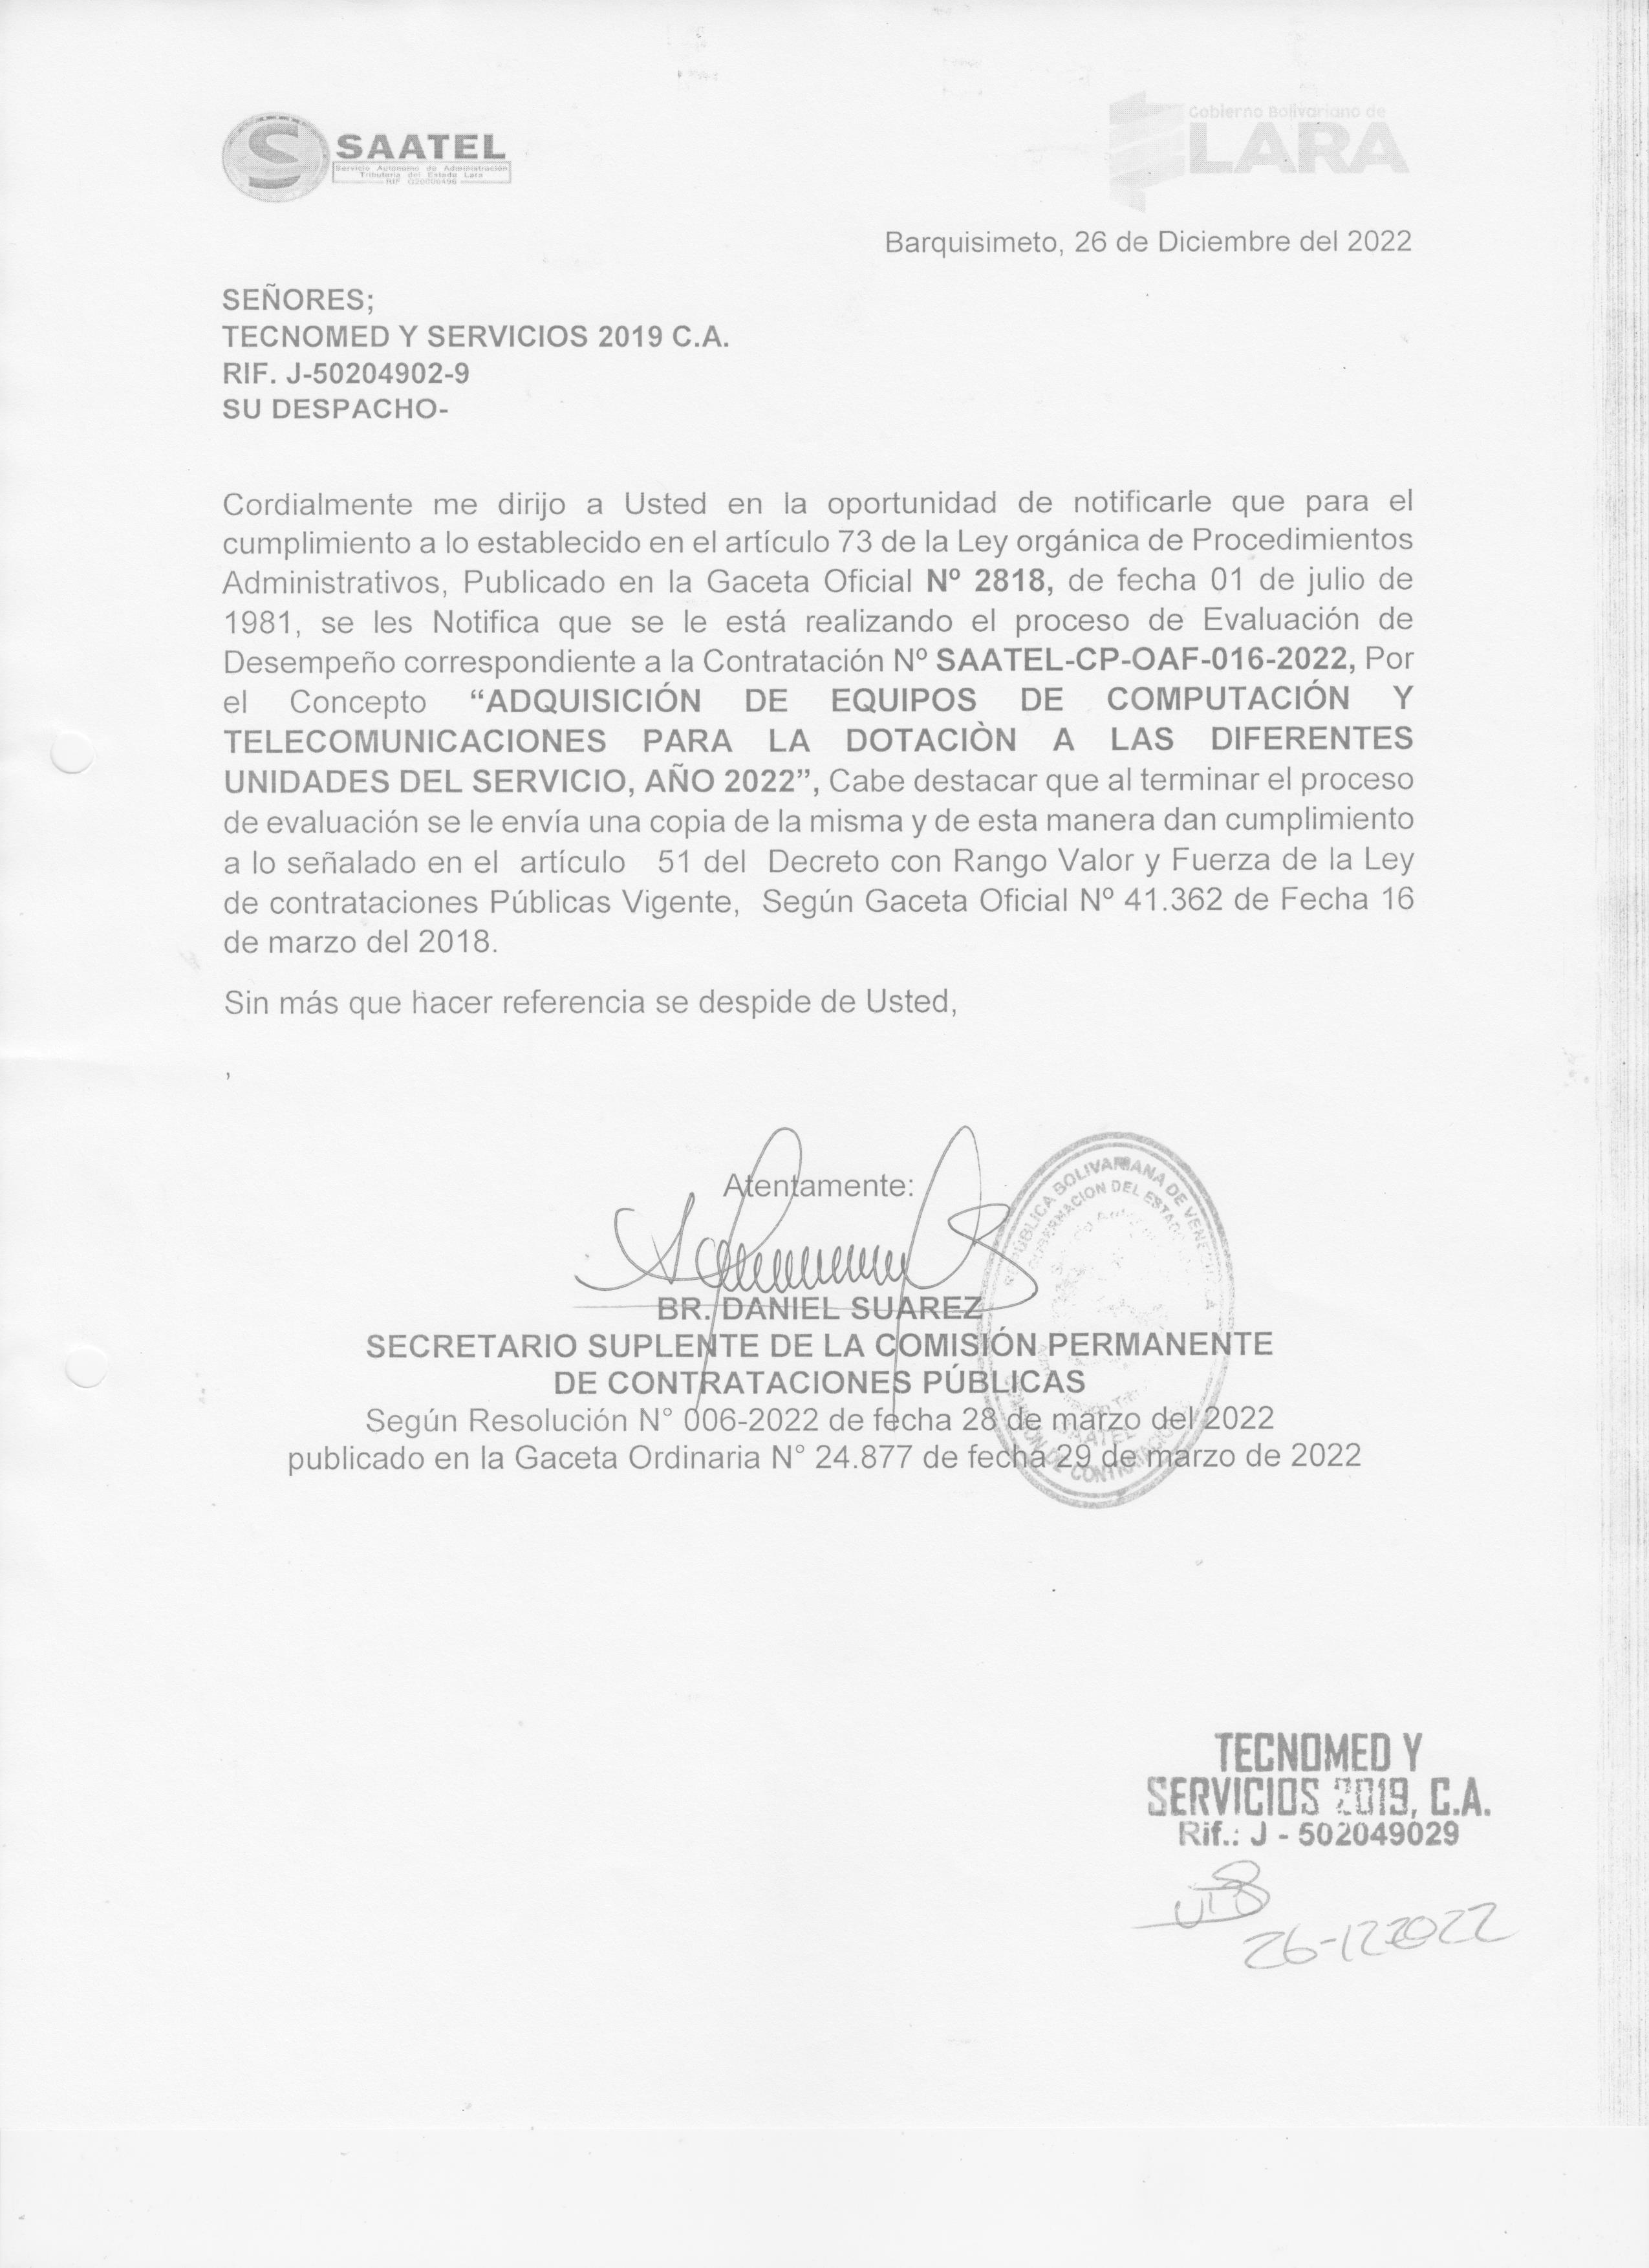 SAATEL
Servicio Autónomo de Administración
Tributaria del Estado Lara
RIF G20006496
Gobierno Bolivariano de
LARA
Barquisimeto, 26 de Diciembre del 2022
SEÑORES;
TECNOMED Y SERVICIOS 2019 C.A.
RIF. J-50204902-9
SU DESPACHO-
Cordialmente me dirijo a Usted en la oportunidad de notificarle que para el
cumplimiento a lo establecido en el artículo 73 de la Ley orgánica de Procedimientos
Administrativos, Publicado en la Gaceta Oficial Nº 2818, de fecha 01 de julio de
1981, se les Notifica que se le está realizando el proceso de Evaluación de
Desempeño correspondiente a la Contratación Nº SAATEL-CP-OAF-016-2022, Por
el Concepto “ADQUISICIÓN DE EQUIPOS DE COMPUTACIÓN Y
TELECOMUNICACIONES PARA LA DOTACIÒN A LAS DIFERENTES
UNIDADES DEL SERVICIO, AÑO 2022”, Cabe destacar que al terminar el proceso
de evaluación se le envía una copia de la misma y de esta manera dan cumplimiento
a lo señalado en el artículo 51 del Decreto con Rango Valor y Fuerza de la Ley
de contrataciones Públicas Vigente, Según Gaceta Oficial Nº 41.362 de Fecha 16
de marzo del 2018.
Sin más que hacer referencia se despide de Usted,
,
Atentamente:
BR. DANIEL SUAREZ
SECRETARIO SUPLENTE DE LA COMISIÓN PERMANENTE
DE CONTRATACIONES PÚBLICAS
Según Resolución N° 006-2022 de fecha 28 de marzo del 2022
publicado en la Gaceta Ordinaria N° 24.877 de fecha 29 de marzo de 2022
REPÚBLICA BOLIVARIANA DE VENEZUELA
GOBERNACION DEL ESTADO
SAATEL
COMISION DE CONTRATACIONES
TECNOMED Y
SERVICIOS 2019, C.A.
Rif.: J - 502049029
26-12 2022